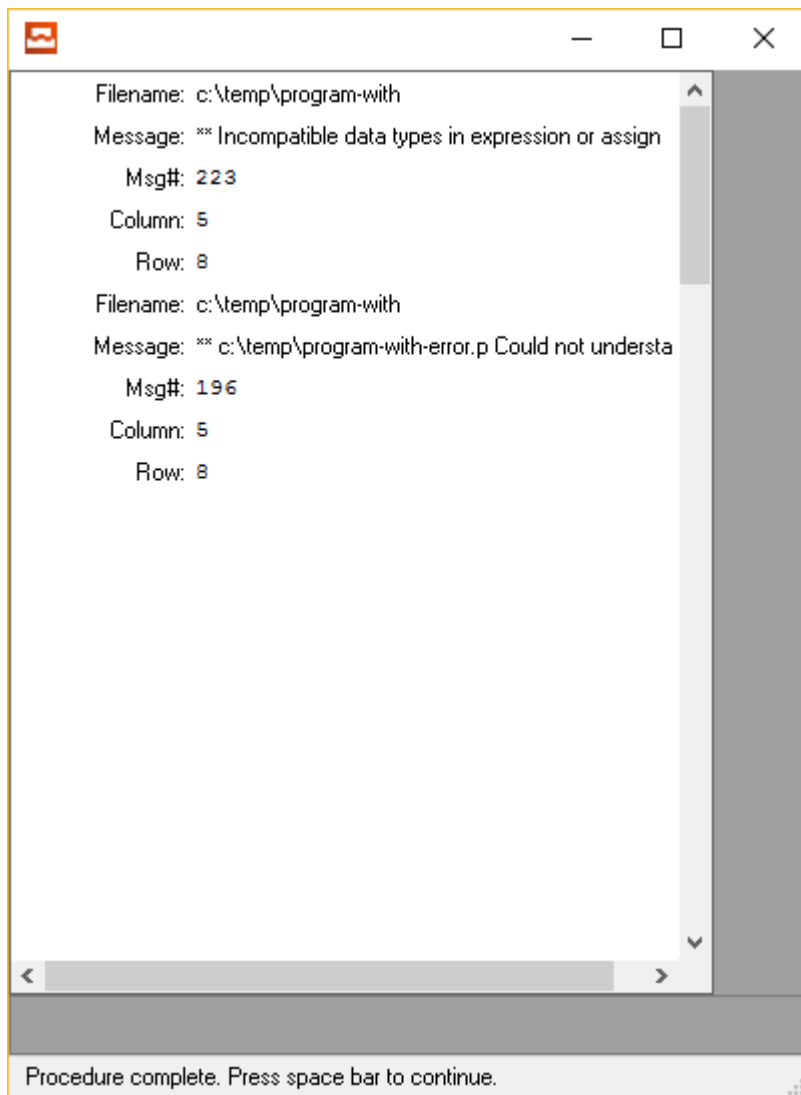 Filename: c:\temp\program-with
Message: ** Incompatible data types in expression or assign
Msg#: 223
Column: 5
Row: 8
Filename: c:\temp\program-with
Message: ** c:\temp\program-with-error.p Could not understa
Msg#: 196
Column: 5
Row: 8
Procedure complete. Press space bar to continue.